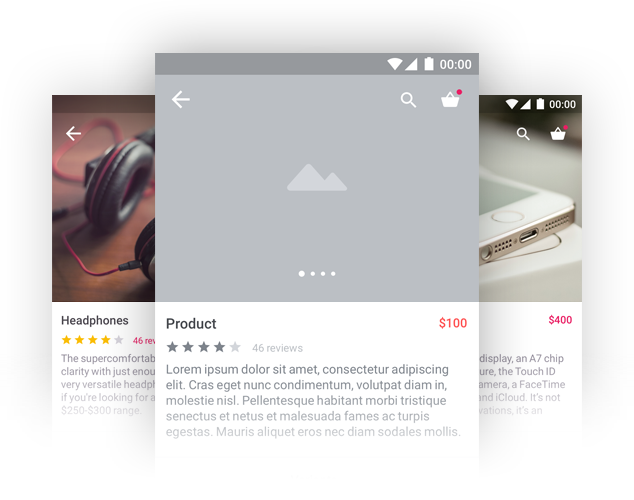 00:00
00:00
Product
$100
46 reviews
Lorem ipsum dolor sit amet, consectetur adipiscing
elit. Cras eget nunc condimentum, volutpat diam in,
molestie nisl. Pellentesque habitant morbi tristique
senectus et netus et malesuada fames ac turpis
egestas. Mauris aliquet eros nec diam sodales mollis.
Headphones
46 rev
The supercomfortab
clarity with just enou
very versatile headph
if you're looking for a
$250-$300 range.
$400
display, an A7 chip
ure, the Touch ID
amera, a FaceTime
and iCloud. It's not
vations, it's an